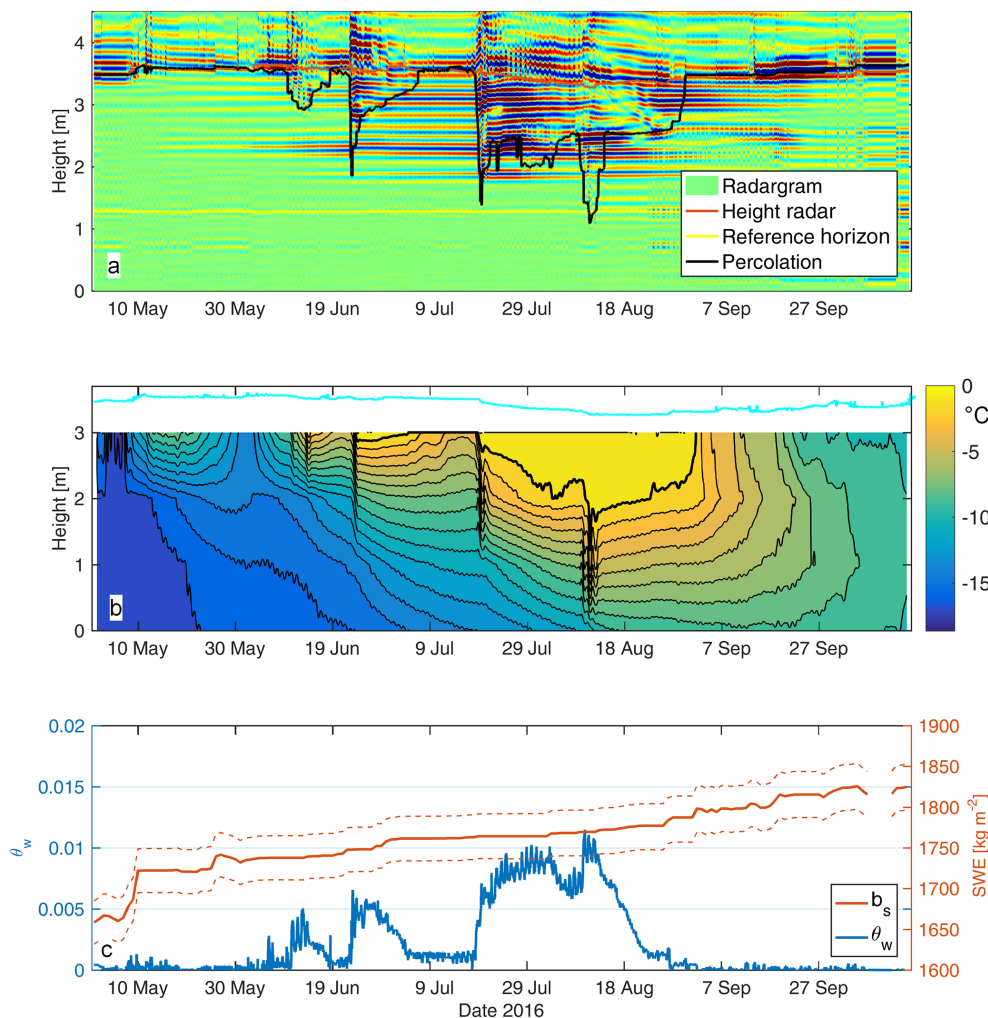 4
3
2
1
0
Height [m]
a
Radargram
Height radar
Reference horizon
Percolation
10 May 30 May 19 Jun 9 Jul 29 Jul 18 Aug 7 Sep 27 Sep
3
2
1
0
Height [m]
b
0
°C
-5
-10
-15
10 May 30 May 19 Jun 9 Jul 29 Jul 18 Aug 7 Sep 27 Sep
0.02
0.015
0.01
0.005
0
θw
c
1900
1850
1800
1750
1700
1650
1600
SWE [kg m-2]
bs
θw
10 May 30 May 19 Jun 9 Jul 29 Jul 18 Aug 7 Sep 27 Sep
Date 2016